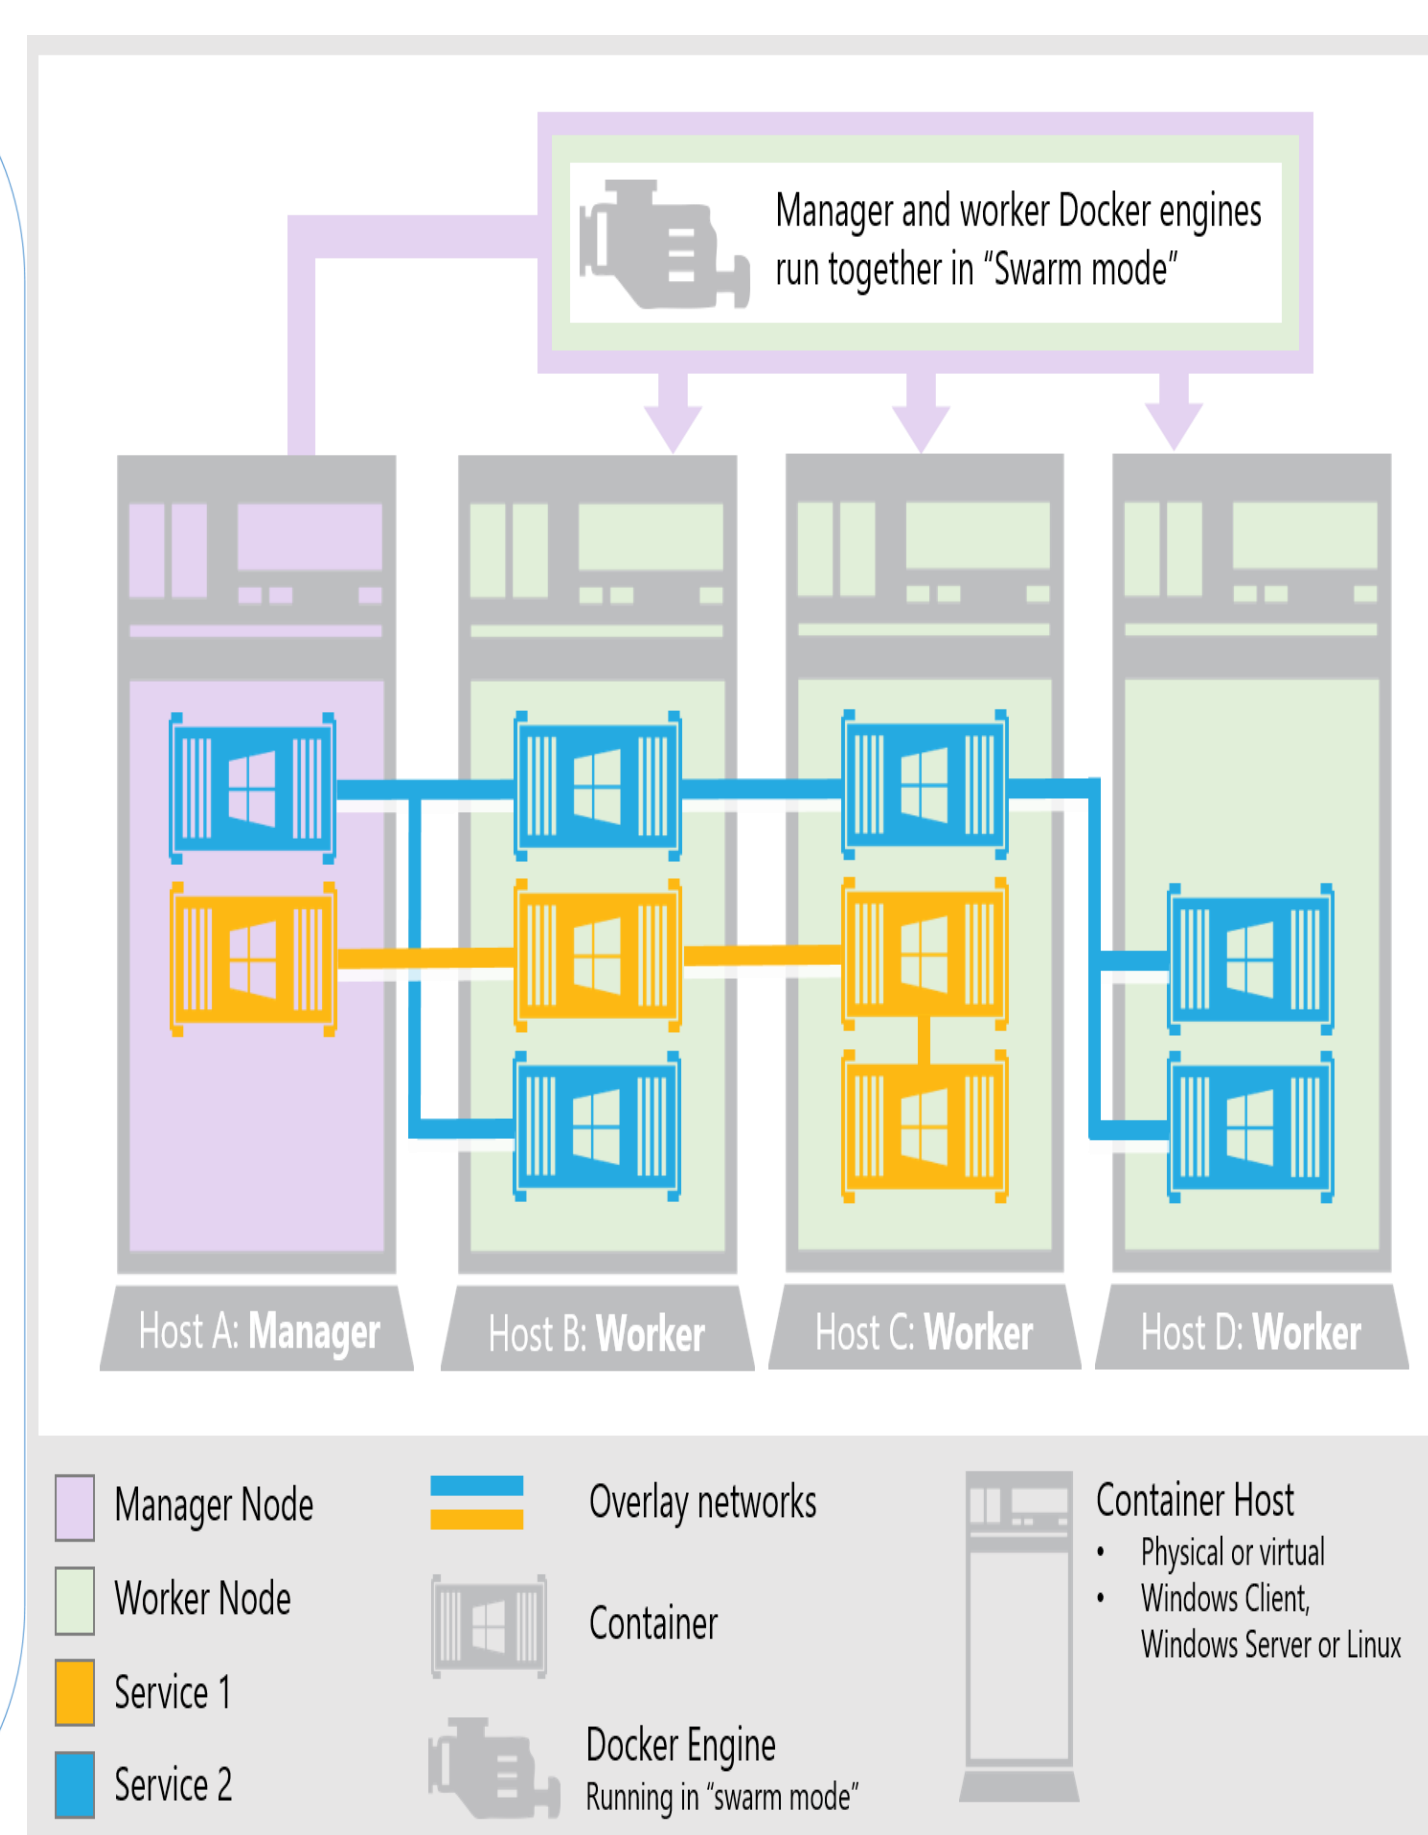 Manager and worker Docker engines
run together in “Swarm mode”
Host A: Manager
Host B: Worker
Host C: Worker
Host D: Worker
Manager Node
Worker Node
Service 1
Service 2
Overlay networks
Container
Docker Engine
Running in “swarm mode”
Container Host
• Physical or virtual
• Windows Client,
Windows Server or Linux